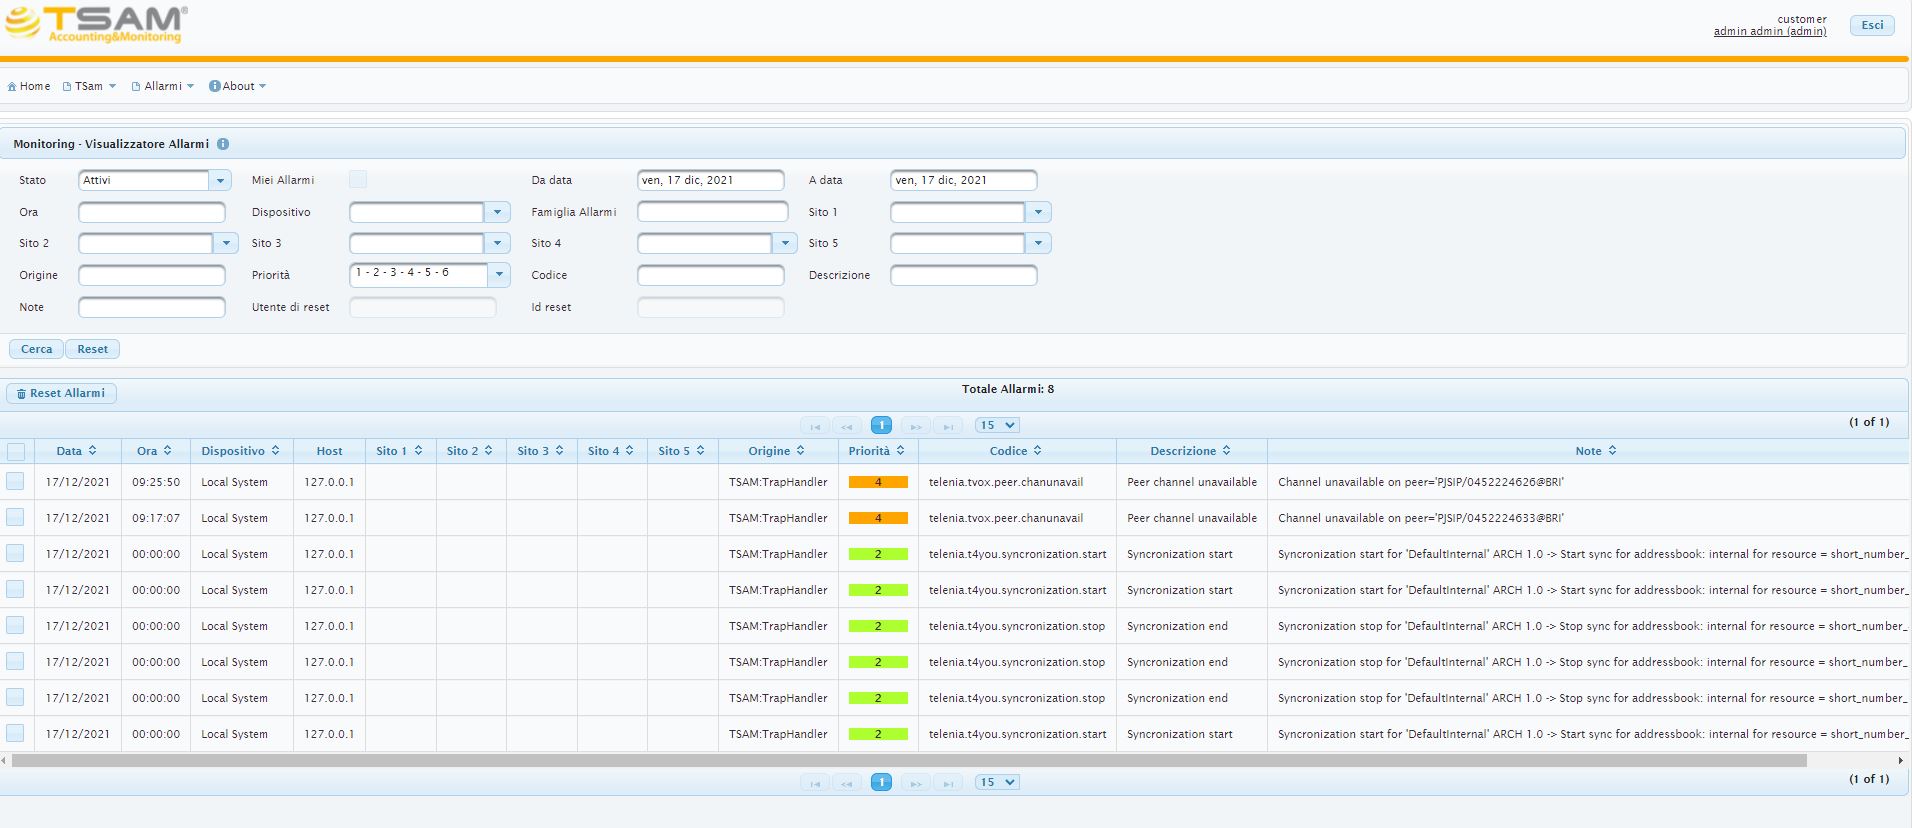 TSAM®
Accounting&Monitoring
customer
admin admin (admin)
Esci
Home TSam Allarmi About
Monitoring - Visualizzatore Allarmi
Stato Attivi Miei Allarmi Da data ven, 17 dic, 2021 A data ven, 17 dic, 2021
Ora Dispositivo Famiglia Allarmi Sito 1
Sito 2 Sito 3 Sito 4 Sito 5
Origine Priorità 1 - 2 - 3 - 4 - 5 - 6 Codice Descrizione
Note Utente di reset Id reset
Cerca Reset
Reset Allarmi Totale Allarmi: 8
1 15 (1 of 1)
Data Ora Dispositivo Host Sito 1 Sito 2 Sito 3 Sito 4 Sito 5 Origine Priorità Codice Descrizione Note
17/12/2021 09:25:50 Local System 127.0.0.1 TSAM:TrapHandler 4 telenia.tvox.peer.chanunavail Peer channel unavailable Channel unavailable on peer='PJSIP/0452224626@BRI'
17/12/2021 09:17:07 Local System 127.0.0.1 TSAM:TrapHandler 4 telenia.tvox.peer.chanunavail Peer channel unavailable Channel unavailable on peer='PJSIP/0452224633@BRI'
17/12/2021 00:00:00 Local System 127.0.0.1 TSAM:TrapHandler 2 telenia.t4you.syncronization.start Syncronization start Syncronization start for 'DefaultInternal' ARCH 1.0 -> Start sync for addressbook: internal for resource = short_number_
17/12/2021 00:00:00 Local System 127.0.0.1 TSAM:TrapHandler 2 telenia.t4you.syncronization.start Syncronization start Syncronization start for 'DefaultInternal' ARCH 1.0 -> Start sync for addressbook: internal for resource = short_number_
17/12/2021 00:00:00 Local System 127.0.0.1 TSAM:TrapHandler 2 telenia.t4you.syncronization.stop Syncronization end Syncronization stop for 'DefaultInternal' ARCH 1.0 -> Stop sync for addressbook: internal for resource = short_number_
17/12/2021 00:00:00 Local System 127.0.0.1 TSAM:TrapHandler 2 telenia.t4you.syncronization.stop Syncronization end Syncronization stop for 'DefaultInternal' ARCH 1.0 -> Stop sync for addressbook: internal for resource = short_number_
17/12/2021 00:00:00 Local System 127.0.0.1 TSAM:TrapHandler 2 telenia.t4you.syncronization.stop Syncronization end Syncronization stop for 'DefaultInternal' ARCH 1.0 -> Stop sync for addressbook: internal for resource = short_number_
17/12/2021 00:00:00 Local System 127.0.0.1 TSAM:TrapHandler 2 telenia.t4you.syncronization.start Syncronization start Syncronization start for 'DefaultInternal' ARCH 1.0 -> Start sync for addressbook: internal for resource = short_number_
1 15 (1 of 1)